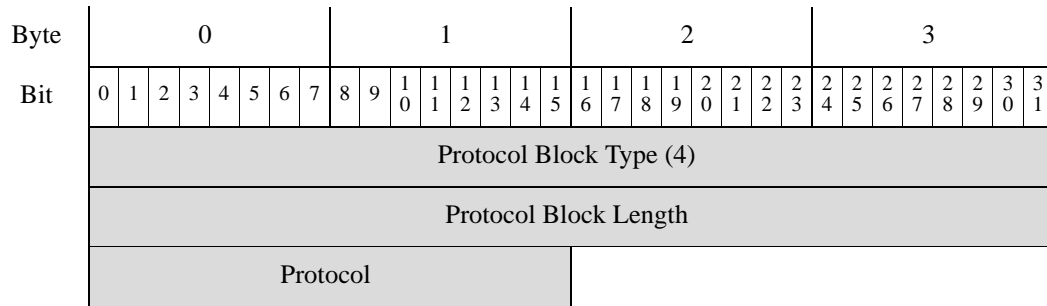 Byte 0 1 2 3
Bit 0 1 2 3 4 5 6 7 8 9 10 11 12 13 14 15 16 17 18 19 20 21 22 23 24 25 26 27 28 29 30 31
Protocol Block Type (4)
Protocol Block Length
Protocol